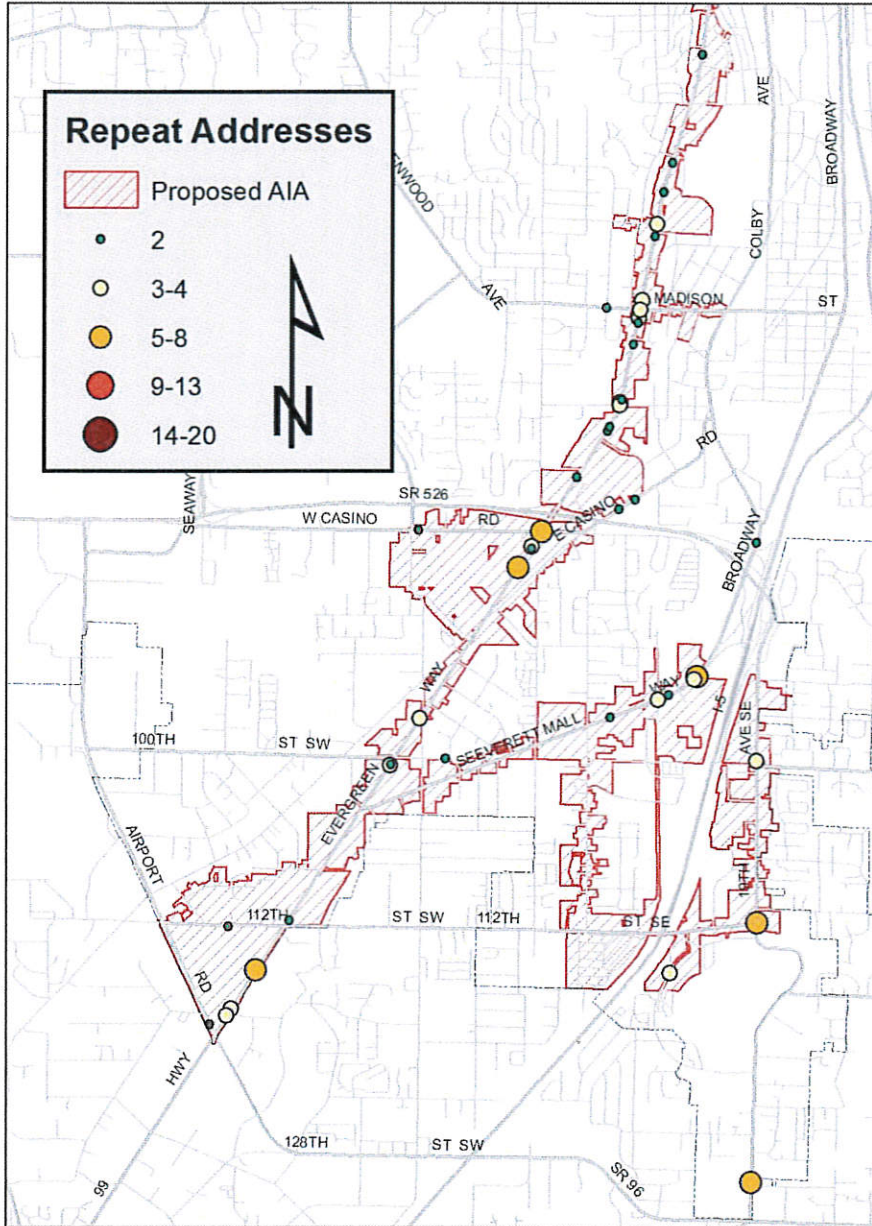 AVE
BROADWAY
Repeat Addresses
Proposed AIA
2
3-4
5-8
9-13
14-20
N
ENWOOD
AVE
COLBY
MADISON
ST
RD
SEAWAY
SR 526
W CASINO
RD
E CASINO
BROADWAY
WAY
WAY
I-5
AVE SE
100TH
ST SW
SE EVERETT MALL
EVERGREEN
AIRPORT
RD
19TH
112TH
ST SW
112TH
ST SE
HWY
99
128TH
ST SW
SR 96